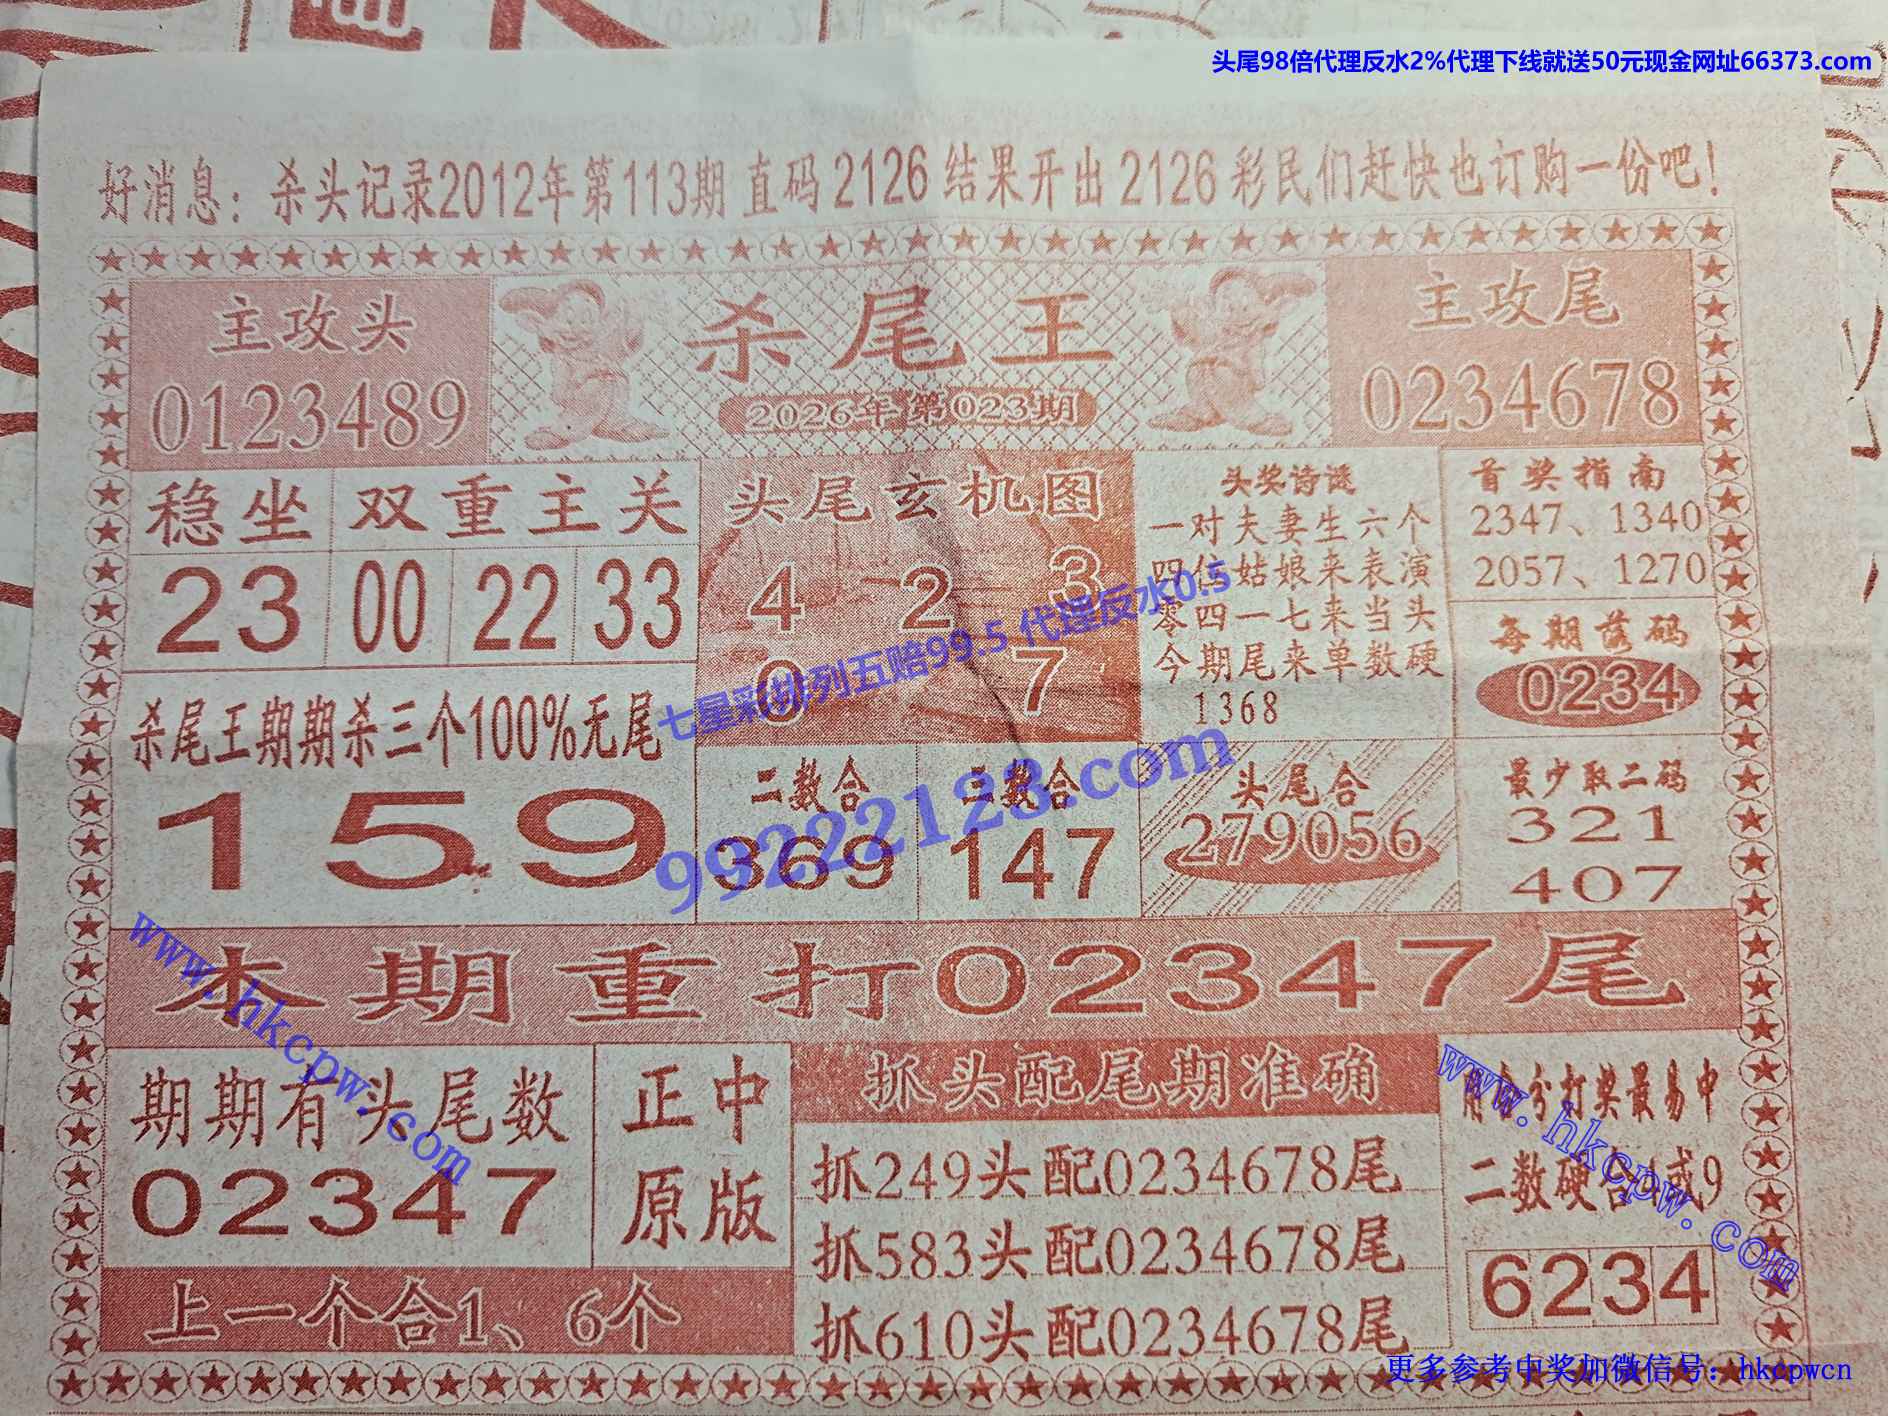 头尾98倍代理反水2%代理下线就送50元现金网址66373.com
好消息：杀头记录2012年第113期 直码 2126 结果开出 2126 彩民们赶快也订购一份吧！
主攻头
0123489
杀尾王
2026年第023期
主攻尾
0234678
稳坐
23
双重主关
00 22 33
头尾玄机图
4 2 3
0 7
头奖诗谜
一对夫妻生六个
四位姑娘来表演
零四一七来当头
今期尾来单数硬
1368
首奖指南
2347、1340
2057、1270
每期落码
0234
杀尾王期期杀三个100%无尾
159
二数合
369
三数合
147
头尾合
279056
最少取二码
321
407
七星彩排列五赔99.5 代理反水0.5
99222123.com
本期重打02347尾
www.hkcpw.com
期期有头尾数
02347
正中
原版
上一个合1、6个
抓头配尾期准确
抓249头配0234678尾
抓583头配0234678尾
抓610头配0234678尾
打奖最易中
二数硬合4或9
6234
www.hkcpw.com
更多参考中奖加微信号：hkcpwcn